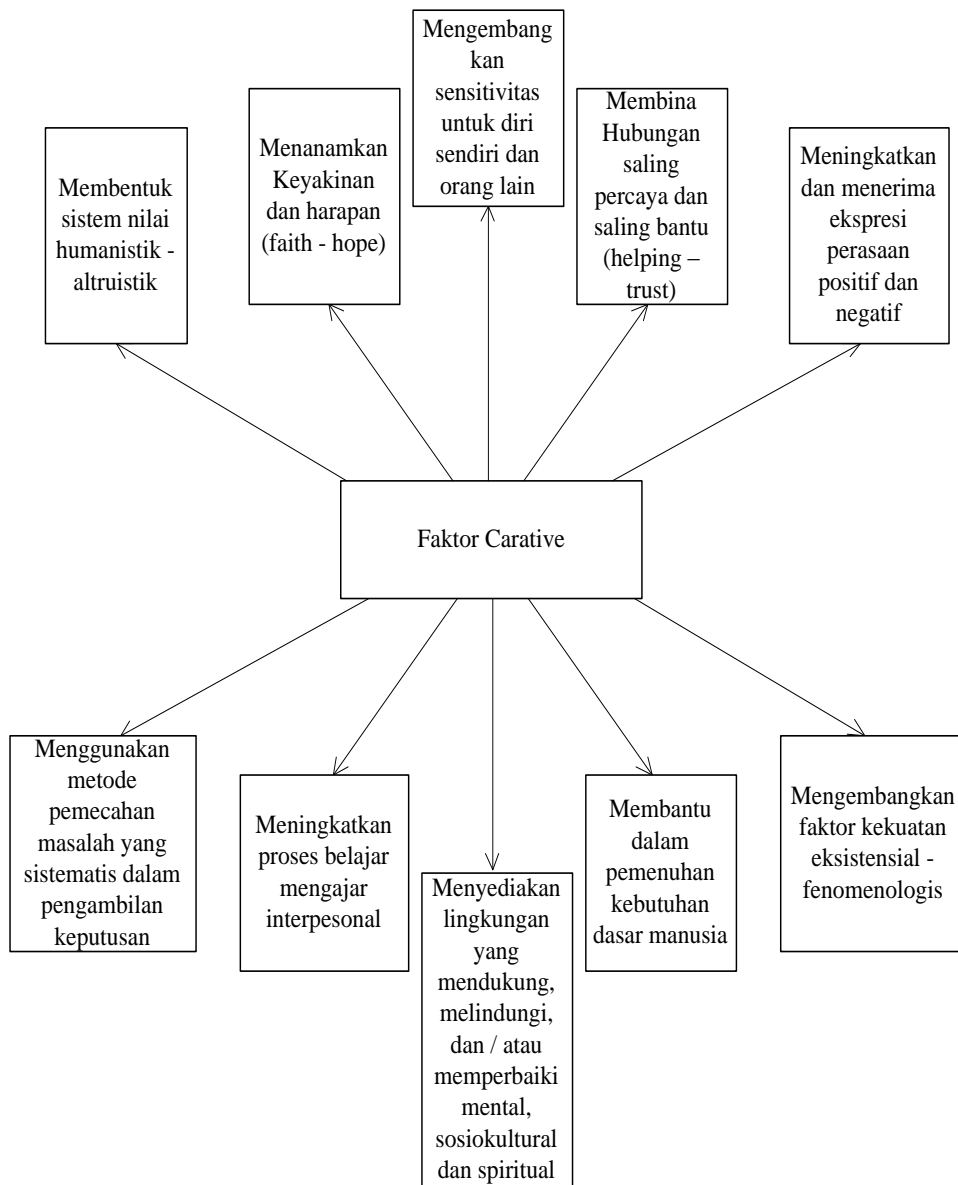 Membentuk
sistem nilai
humanistik -
altruistik
Menanamkan
Keyakinan
dan harapan
(faith - hope)
Mengembang
kan
sensitivitas
untuk diri
sendiri dan
orang lain
Membina
Hubungan
saling
percaya dan
saling bantu
(helping –
trust)
Meningkatkan
dan menerima
ekspresi
perasaan
positif dan
negatif
Faktor Carative
Menggunakan
metode
pemecahan
masalah yang
sistematis dalam
pengambilan
keputusan
Meningkatkan
proses belajar
mengajar
interpesonal
Menyediakan
lingkungan
yang
mendukung,
melindungi,
dan / atau
memperbaiki
mental,
sosiokultural
dan spiritual
Membantu
dalam
pemenuhan
kebutuhan
dasar manusia
Mengembangkan
faktor kekuatan
eksistensial -
fenomenologis